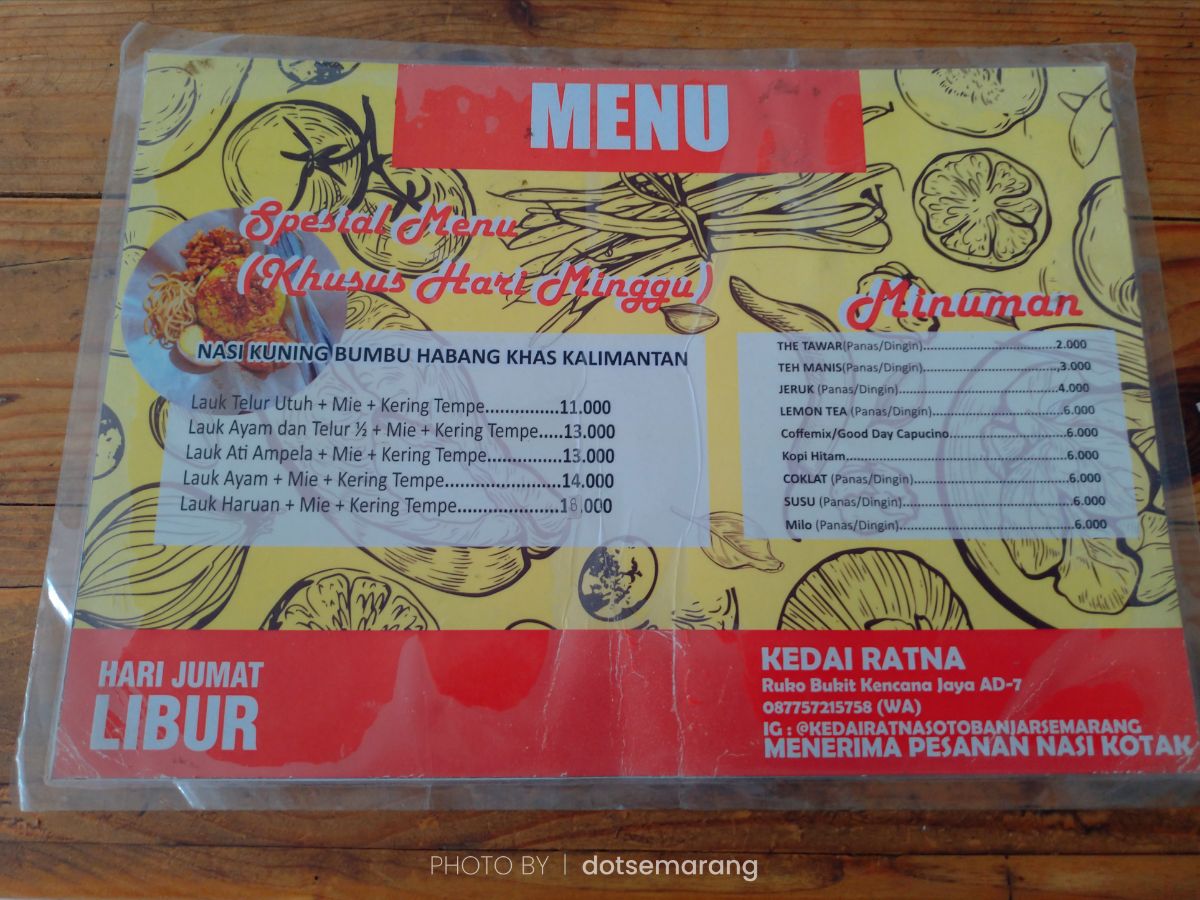 MENU
Spesial Menu
(Khusus Hari Minggu)
NASI KUNING BUMBU HABANG KHAS KALIMANTAN
Lauk Telur Utuh + Mie + Kering Tempe................11.000
Lauk Ayam dan Telur ½ + Mie + Kering Tempe.....13.000
Lauk Ati Ampela + Mie + Kering Tempe................13.000
Lauk Ayam + Mie + Kering Tempe.........................14.000
Lauk Haruan + Mie + Kering Tempe......................18.000
Minuman
THE TAWAR(Panas/Dingin)........................................2.000
TEH MANIS(Panas/Dingin)........................................,3.000
JERUK (Panas/Dingin)........................................4.000
LEMON TEA (Panas/Dingin)........................................6.000
Coffemix/Good Day Capucino..............................6.000
Kopi Hitam........................................................6.000
COKLAT (Panas/Dingin)........................................6.000
SUSU (Panas/Dingin)...........................................6.000
Milo (Panas/Dingin)............................................6.000
HARI JUMAT
LIBUR
KEDAI RATNA
Ruko Bukit Kencana Jaya AD-7
087757215758 (WA)
IG : @KEDAIRATNASOTOBANJARSEMARANG
MENERIMA PESANAN NASI KOTAK
PHOTO BY | dotsemarang